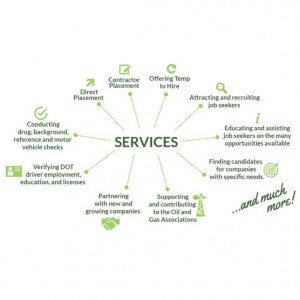 Direct
Placement
Contractor
Placement
Offering Temp
to Hire
Attracting and recruiting
job seekers
Educating and assisting
job seekers on the many
opportunities available
Finding candidates
for companies
with specific needs
Supporting
and contributing
to the Oil and
Gas Associations
Partnering
with new and
growing companies
Verifying DOT
driver employment,
education, and licenses
Conducting
drug, background,
reference and motor
vehicle checks
SERVICES
...and much
more!